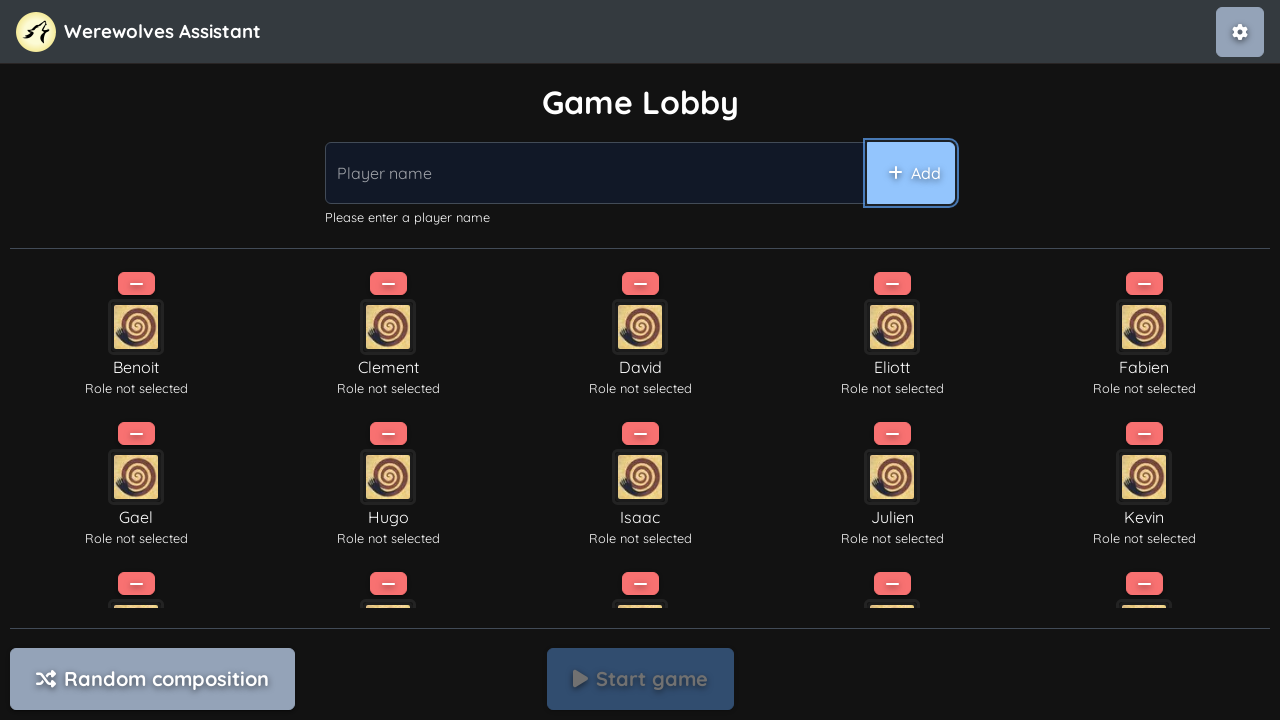 Werewolves Assistant
Game Lobby
Player name
Add
Please enter a player name
Benoit
Role not selected
Clement
Role not selected
David
Role not selected
Eliott
Role not selected
Fabien
Role not selected
Gael
Role not selected
Hugo
Role not selected
Isaac
Role not selected
Julien
Role not selected
Kevin
Role not selected
Random composition
Start game